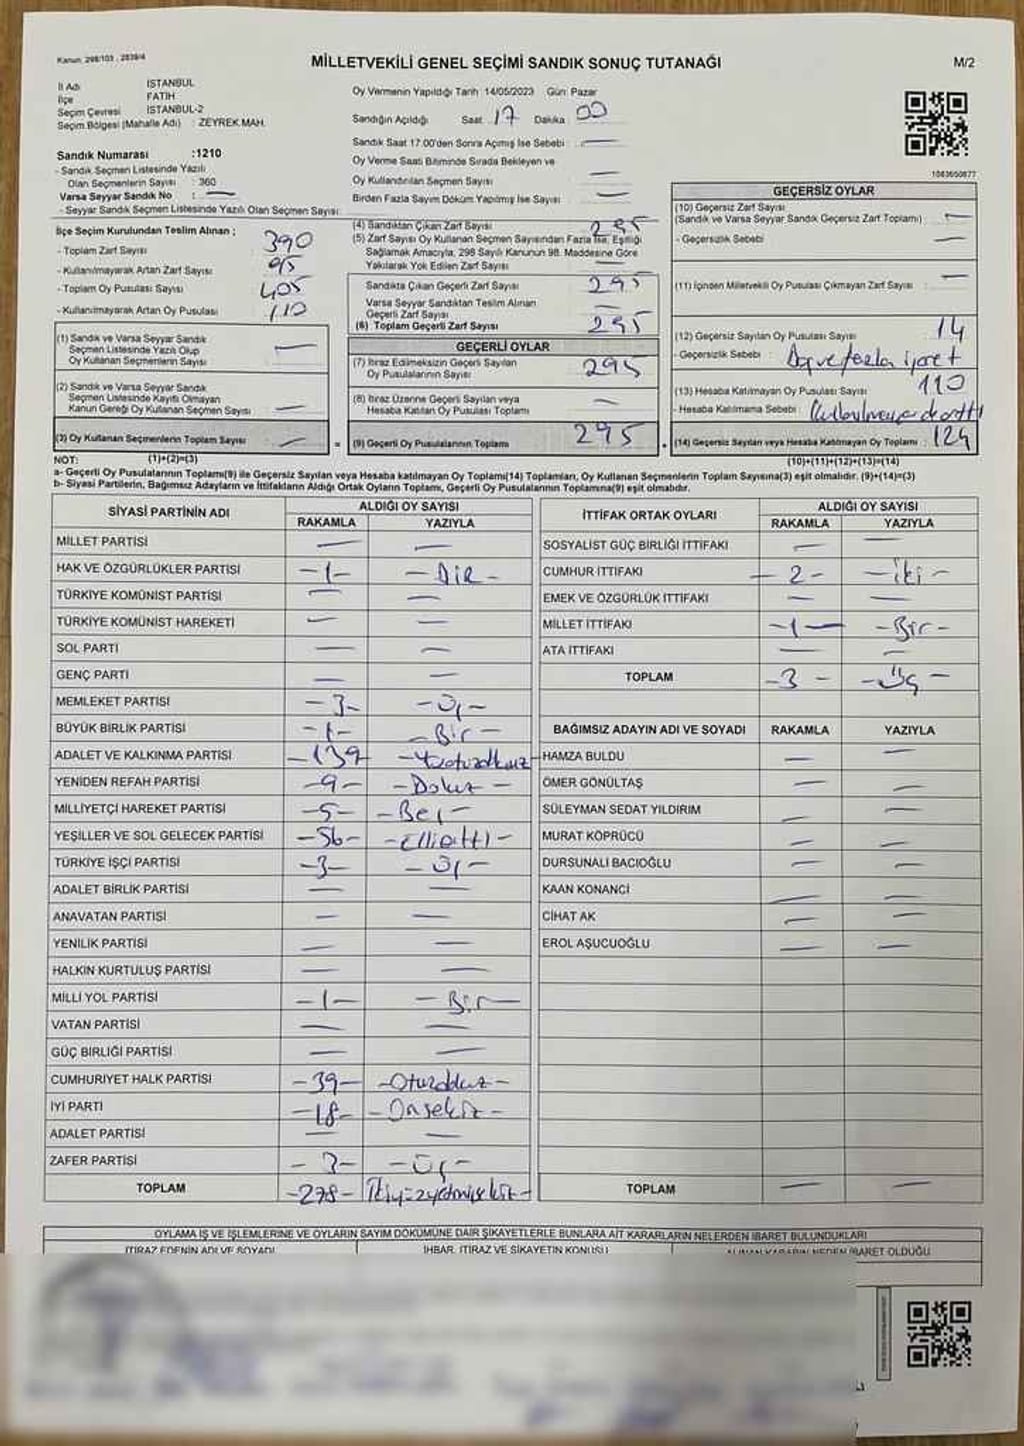 Kanun: 298/103 , 2839/4
MİLLETVEKİLİ GENEL SEÇİMİ SANDIK SONUÇ TUTANAĞI
M/2
İl Adı : İSTANBUL
İlçe : FATİH
Seçim Çevresi : İSTANBUL-2
Seçim Bölgesi (Mahalle Adı) : ZEYREK MAH.
Oy Vermenin Yapıldığı Tarih 14/05/2023 Gün: Pazar
Sandığın Açıldığı Saat: 17 Dakika: 00
Sandık Saat 17.00'den Sonra Açımış İse Sebebi : —
Oy Verme Saati Bitiminde Sırada Bekleyen ve
Oy Kullandırılan Seçmen Sayısı —
Birden Fazla Sayım Döküm Yapılmış İse Sayısı —
1083650877
Sandık Numarası :1210
- Sandık Seçmen Listesinde Yazılı
Olan Seçmenlerin Sayısı : 360
Varsa Seyyar Sandık No : —
- Seyyar Sandık Seçmen Listesinde Yazılı Olan Seçmen Sayısı:
İlçe Seçim Kurulundan Teslim Alınan ;
- Toplam Zarf Sayısı : 390
- Kullanılmayarak Artan Zarf Sayısı : 95
- Toplam Oy Pusulası Sayısı : 405
- Kullanılmayarak Artan Oy Pusulası : 110
(1) Sandık ve Varsa Seyyar Sandık
Seçmen Listesinde Yazılı Olup
Oy Kullanan Seçmenlerin Sayısı —
(2) Sandık ve Varsa Seyyar Sandık
Seçmen Listesinde Kayıtlı Olmayan
Kanun Gereği Oy Kullanan Seçmen Sayısı —
(3) Oy Kullanan Seçmenlerin Toplam Sayısı —
(1)+(2)=(3)
(4) Sandıktan Çıkan Zarf Sayısı : 295
(5) Zarf Sayısı Oy Kullanan Seçmen Sayısından Fazla İse, Eşitliği
Sağlamak Amacıyla, 298 Sayılı Kanunun 98. Maddesine Göre
Yakılarak Yok Edilen Zarf Sayısı —
Sandıkta Çıkan Geçerli Zarf Sayısı : 295
Varsa Seyyar Sandıktan Teslim Alınan
Geçerli Zarf Sayısı —
(6) Toplam Geçerli Zarf Sayısı : 295
GEÇERLİ OYLAR
(7) İtiraz Edilmeksizin Geçerli Sayılan
Oy Pusulalarının Sayısı : 295
(8) İtiraz Üzerine Geçerli Sayılan veya
Hesaba Katılan Oy Pusulası Toplamı : —
(9) Geçerli Oy Pusulalarının Toplamı : 295
GEÇERSİZ OYLAR
(10) Geçersiz Zarf Sayısı
(Sandık ve Varsa Seyyar Sandık Geçersiz Zarf Toplamı) : —
- Geçersizlik Sebebi : —
(11) İçinden Milletvekili Oy Pusulası Çıkmayan Zarf Sayısı : —
(12) Geçersiz Sayılan Oy Pusulası Sayısı : 14
- Geçersizlik Sebebi : işaret
(13) Hesaba Katılmayan Oy Pusulası Sayısı : 110
- Hesaba Katılmama Sebebi :
(14) Geçersiz Sayılan veya Hesaba Katılmayan Oy Toplamı : 124
(10)+(11)+(12)+(13)=(14)
NOT:
a- Geçerli Oy Pusulalarının Toplamı(9) ile Geçersiz Sayılan veya Hesaba katılmayan Oy Toplamı(14) Toplamları, Oy Kullanan Seçmenlerin Toplam Sayısına(3) eşit olmalıdır. (9)+(14)=(3)
b- Siyasi Partilerin, Bağımsız Adayların ve İttifakların Aldığı Ortak Oyların Toplamı, Geçerli Oy Pusulalarının Toplamına(9) eşit olmalıdır.
SİYASİ PARTİNİN ADI ALDIĞI OY SAYISI
RAKAMLA YAZIYLA
MİLLET PARTİSİ — —
HAK VE ÖZGÜRLÜKLER PARTİSİ -1- -Bir-
TÜRKİYE KOMÜNİST PARTİSİ — —
TÜRKİYE KOMÜNİST HAREKETİ — —
SOL PARTİ — —
GENÇ PARTİ — —
MEMLEKET PARTİSİ -3- -Üç-
BÜYÜK BİRLİK PARTİSİ -1- -Bir-
ADALET VE KALKINMA PARTİSİ -139 -Yüzotuzdkuz
YENİDEN REFAH PARTİSİ -9- -Dokuz-
MİLLİYETÇİ HAREKET PARTİSİ -5- -Beş-
YEŞİLLER VE SOL GELECEK PARTİSİ -56- -Ellialtı-
TÜRKİYE İŞÇİ PARTİSİ -3- -Üç-
ADALET BİRLİK PARTİSİ — —
ANAVATAN PARTİSİ — —
YENİLİK PARTİSİ — —
HALKIN KURTULUŞ PARTİSİ — —
MİLLİ YOL PARTİSİ -1- -Bir-
VATAN PARTİSİ — —
GÜÇ BİRLİĞİ PARTİSİ — —
CUMHURİYET HALK PARTİSİ -39- -Otuzdokuz-
İYİ PARTİ -18- -Onsekiz-
ADALET PARTİSİ — —
ZAFER PARTİSİ -3- -Üç-
TOPLAM -278- İkiyüzyetmişsekiz-
İTTİFAK ORTAK OYLARI ALDIĞI OY SAYISI
RAKAMLA YAZIYLA
SOSYALİST GÜÇ BİRLİĞİ İTTİFAKI — —
CUMHUR İTTİFAKI -2- -iki-
EMEK VE ÖZGÜRLÜK İTTİFAKI — —
MİLLET İTTİFAKI -1- -Bir-
ATA İTTİFAKI — —
TOPLAM -3- -Üç-
BAĞIMSIZ ADAYIN ADI VE SOYADI RAKAMLA YAZIYLA
HAMZA BULDU — —
ÖMER GÖNÜLTAŞ — —
SÜLEYMAN SEDAT YILDIRIM — —
MURAT KÖPRÜCÜ — —
DURSUNALİ BACIOĞLU — —
KAAN KONANCİ — —
CİHAT AK — —
EROL AŞUCUOĞLU — —
TOPLAM — —
OYLAMA İŞ VE İŞLEMLERİNE VE OYLARIN SAYIM DÖKÜMÜNE DAİR ŞİKAYETLERLE BUNLARA AİT KARARLARIN NELERDEN İBARET BULUNDUKLARI
İTİRAZ EDENİN ADI VE SOYADI İHBAR, İTİRAZ VE ŞİKAYETİN KONUSU ALINAN KARARIN NEDEN İBARET OLDUĞU